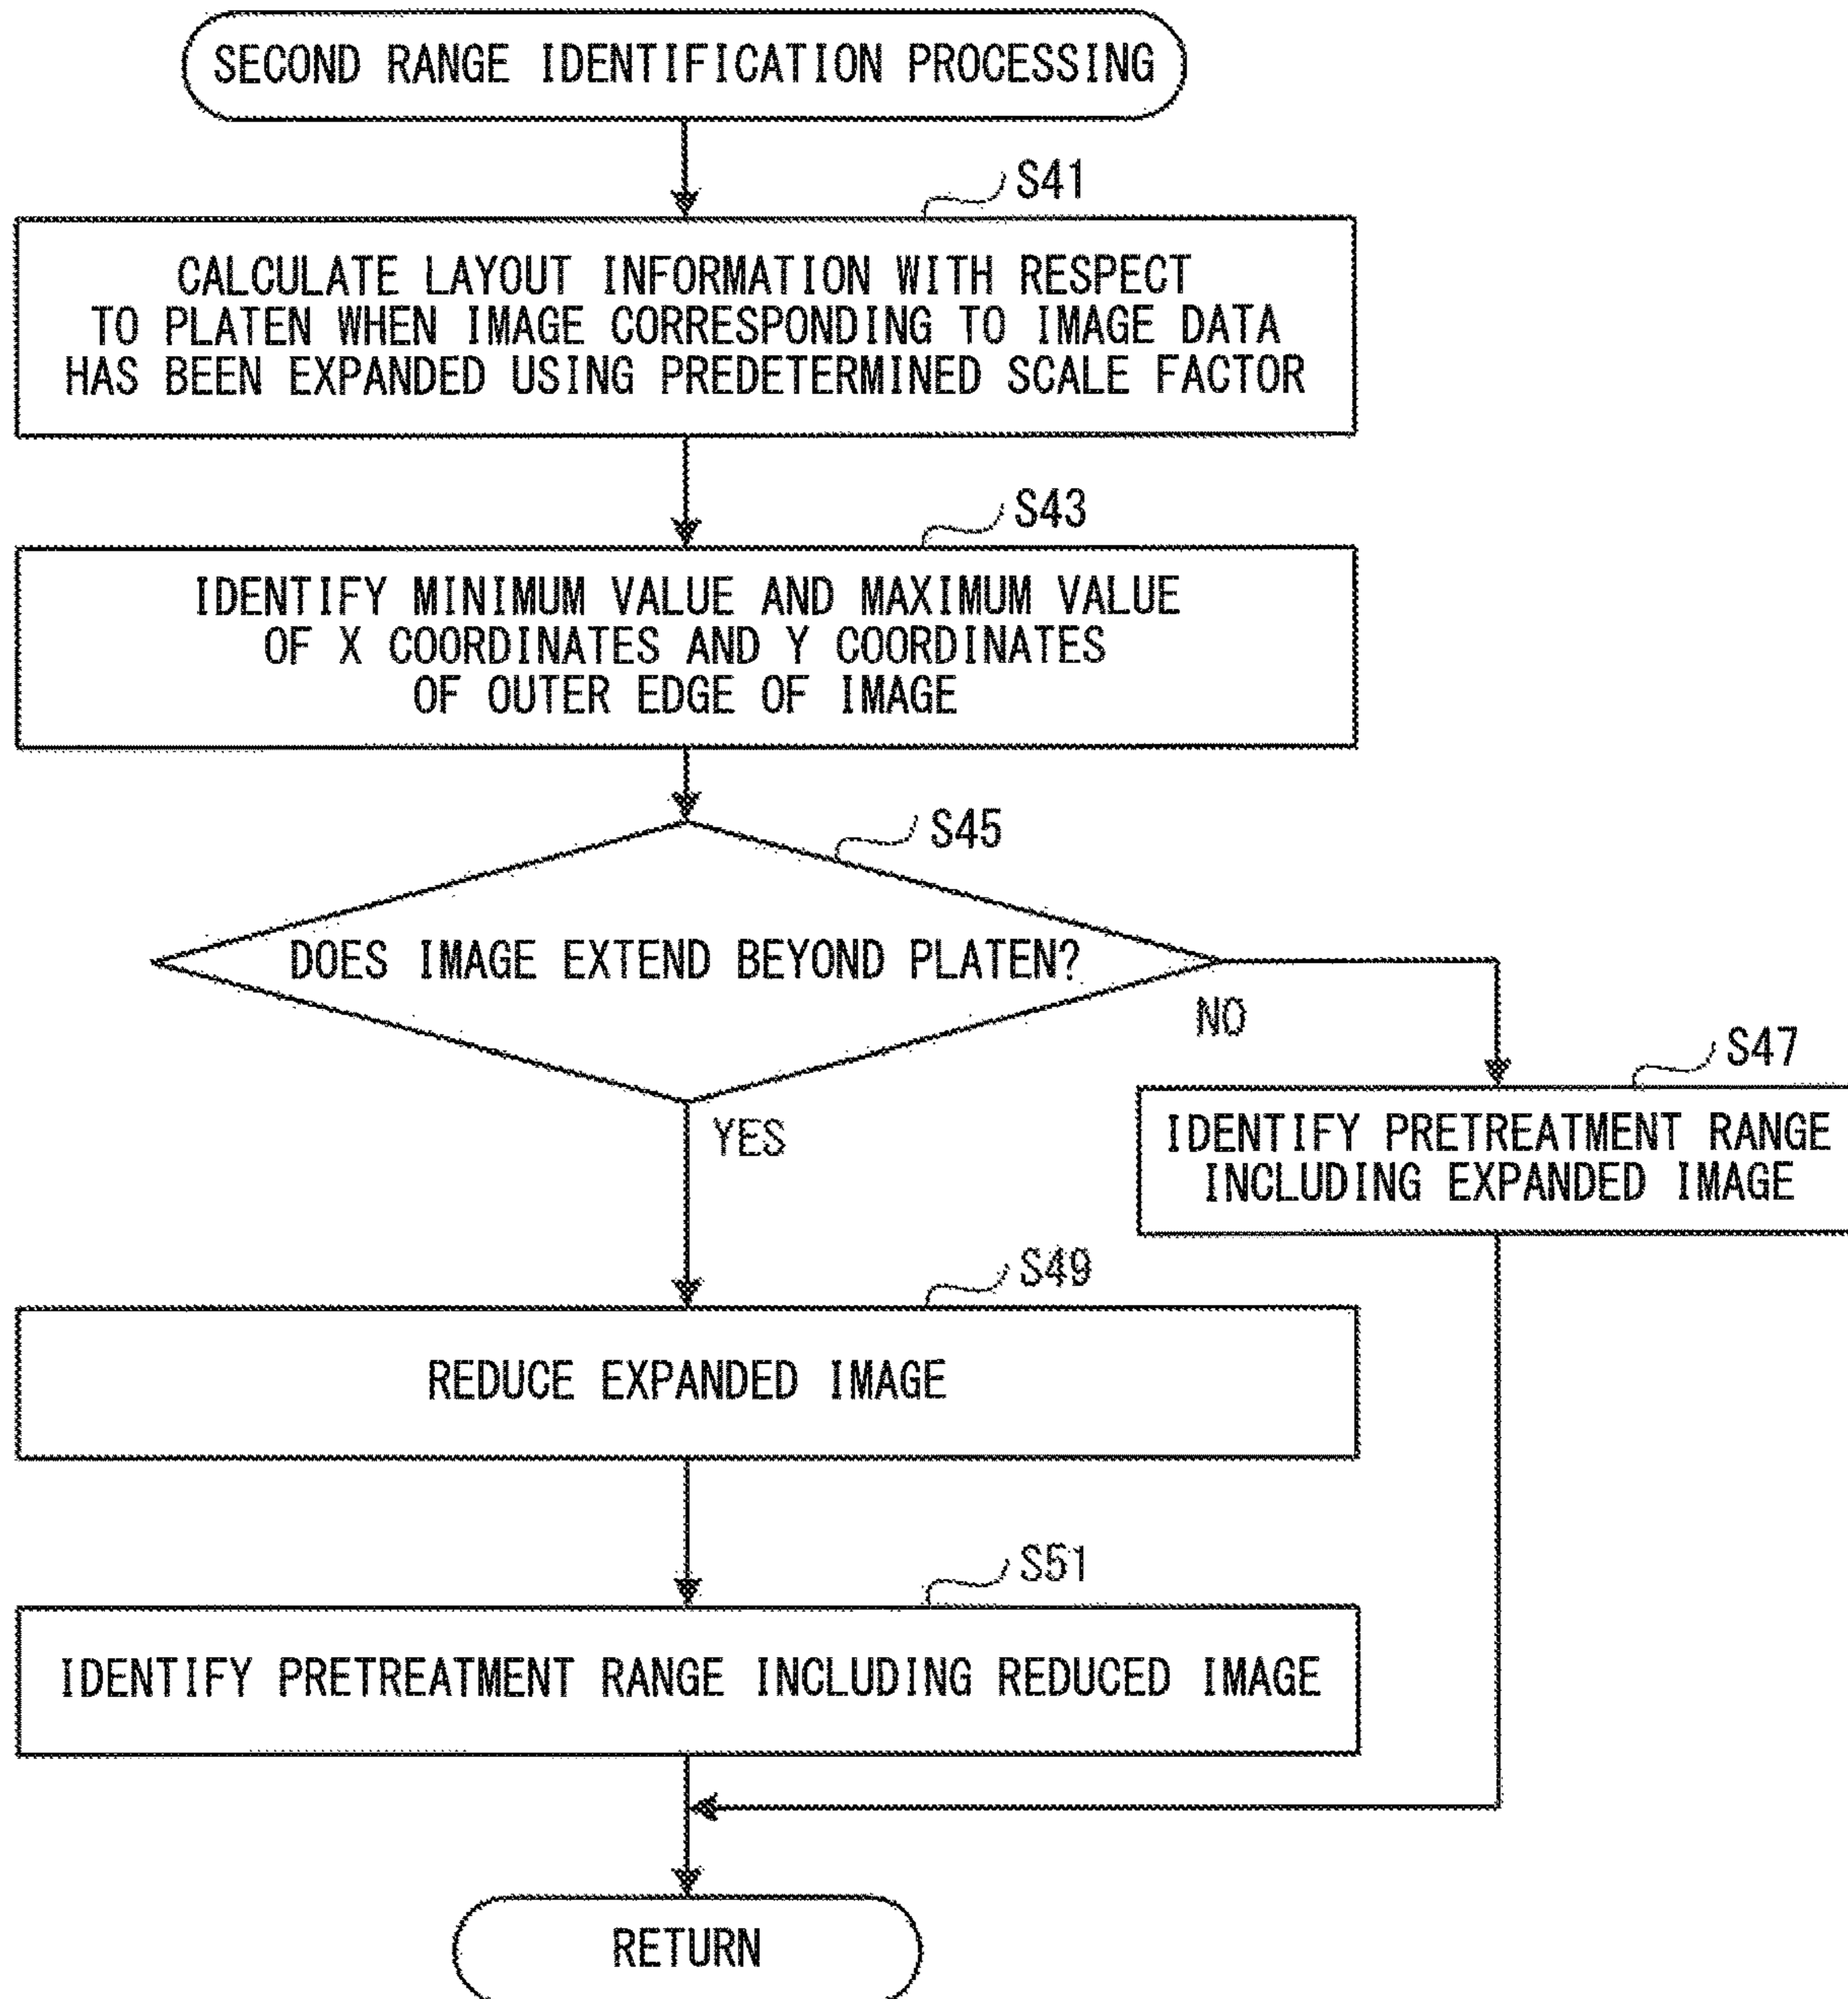 SECOND RANGE IDENTIFICATION PROCESSING
S41
CALCULATE LAYOUT INFORMATION WITH RESPECT
TO PLATEN WHEN IMAGE CORRESPONDING TO IMAGE DATA
HAS BEEN EXPANDED USING PREDETERMINED SCALE FACTOR
S43
IDENTIFY MINIMUM VALUE AND MAXIMUM VALUE
OF X COORDINATES AND Y COORDINATES
OF OUTER EDGE OF IMAGE
S45
DOES IMAGE EXTEND BEYOND PLATEN?
NO
S47
IDENTIFY PRETREATMENT RANGE
INCLUDING EXPANDED IMAGE
YES
S49
REDUCE EXPANDED IMAGE
S51
IDENTIFY PRETREATMENT RANGE INCLUDING REDUCED IMAGE
RETURN